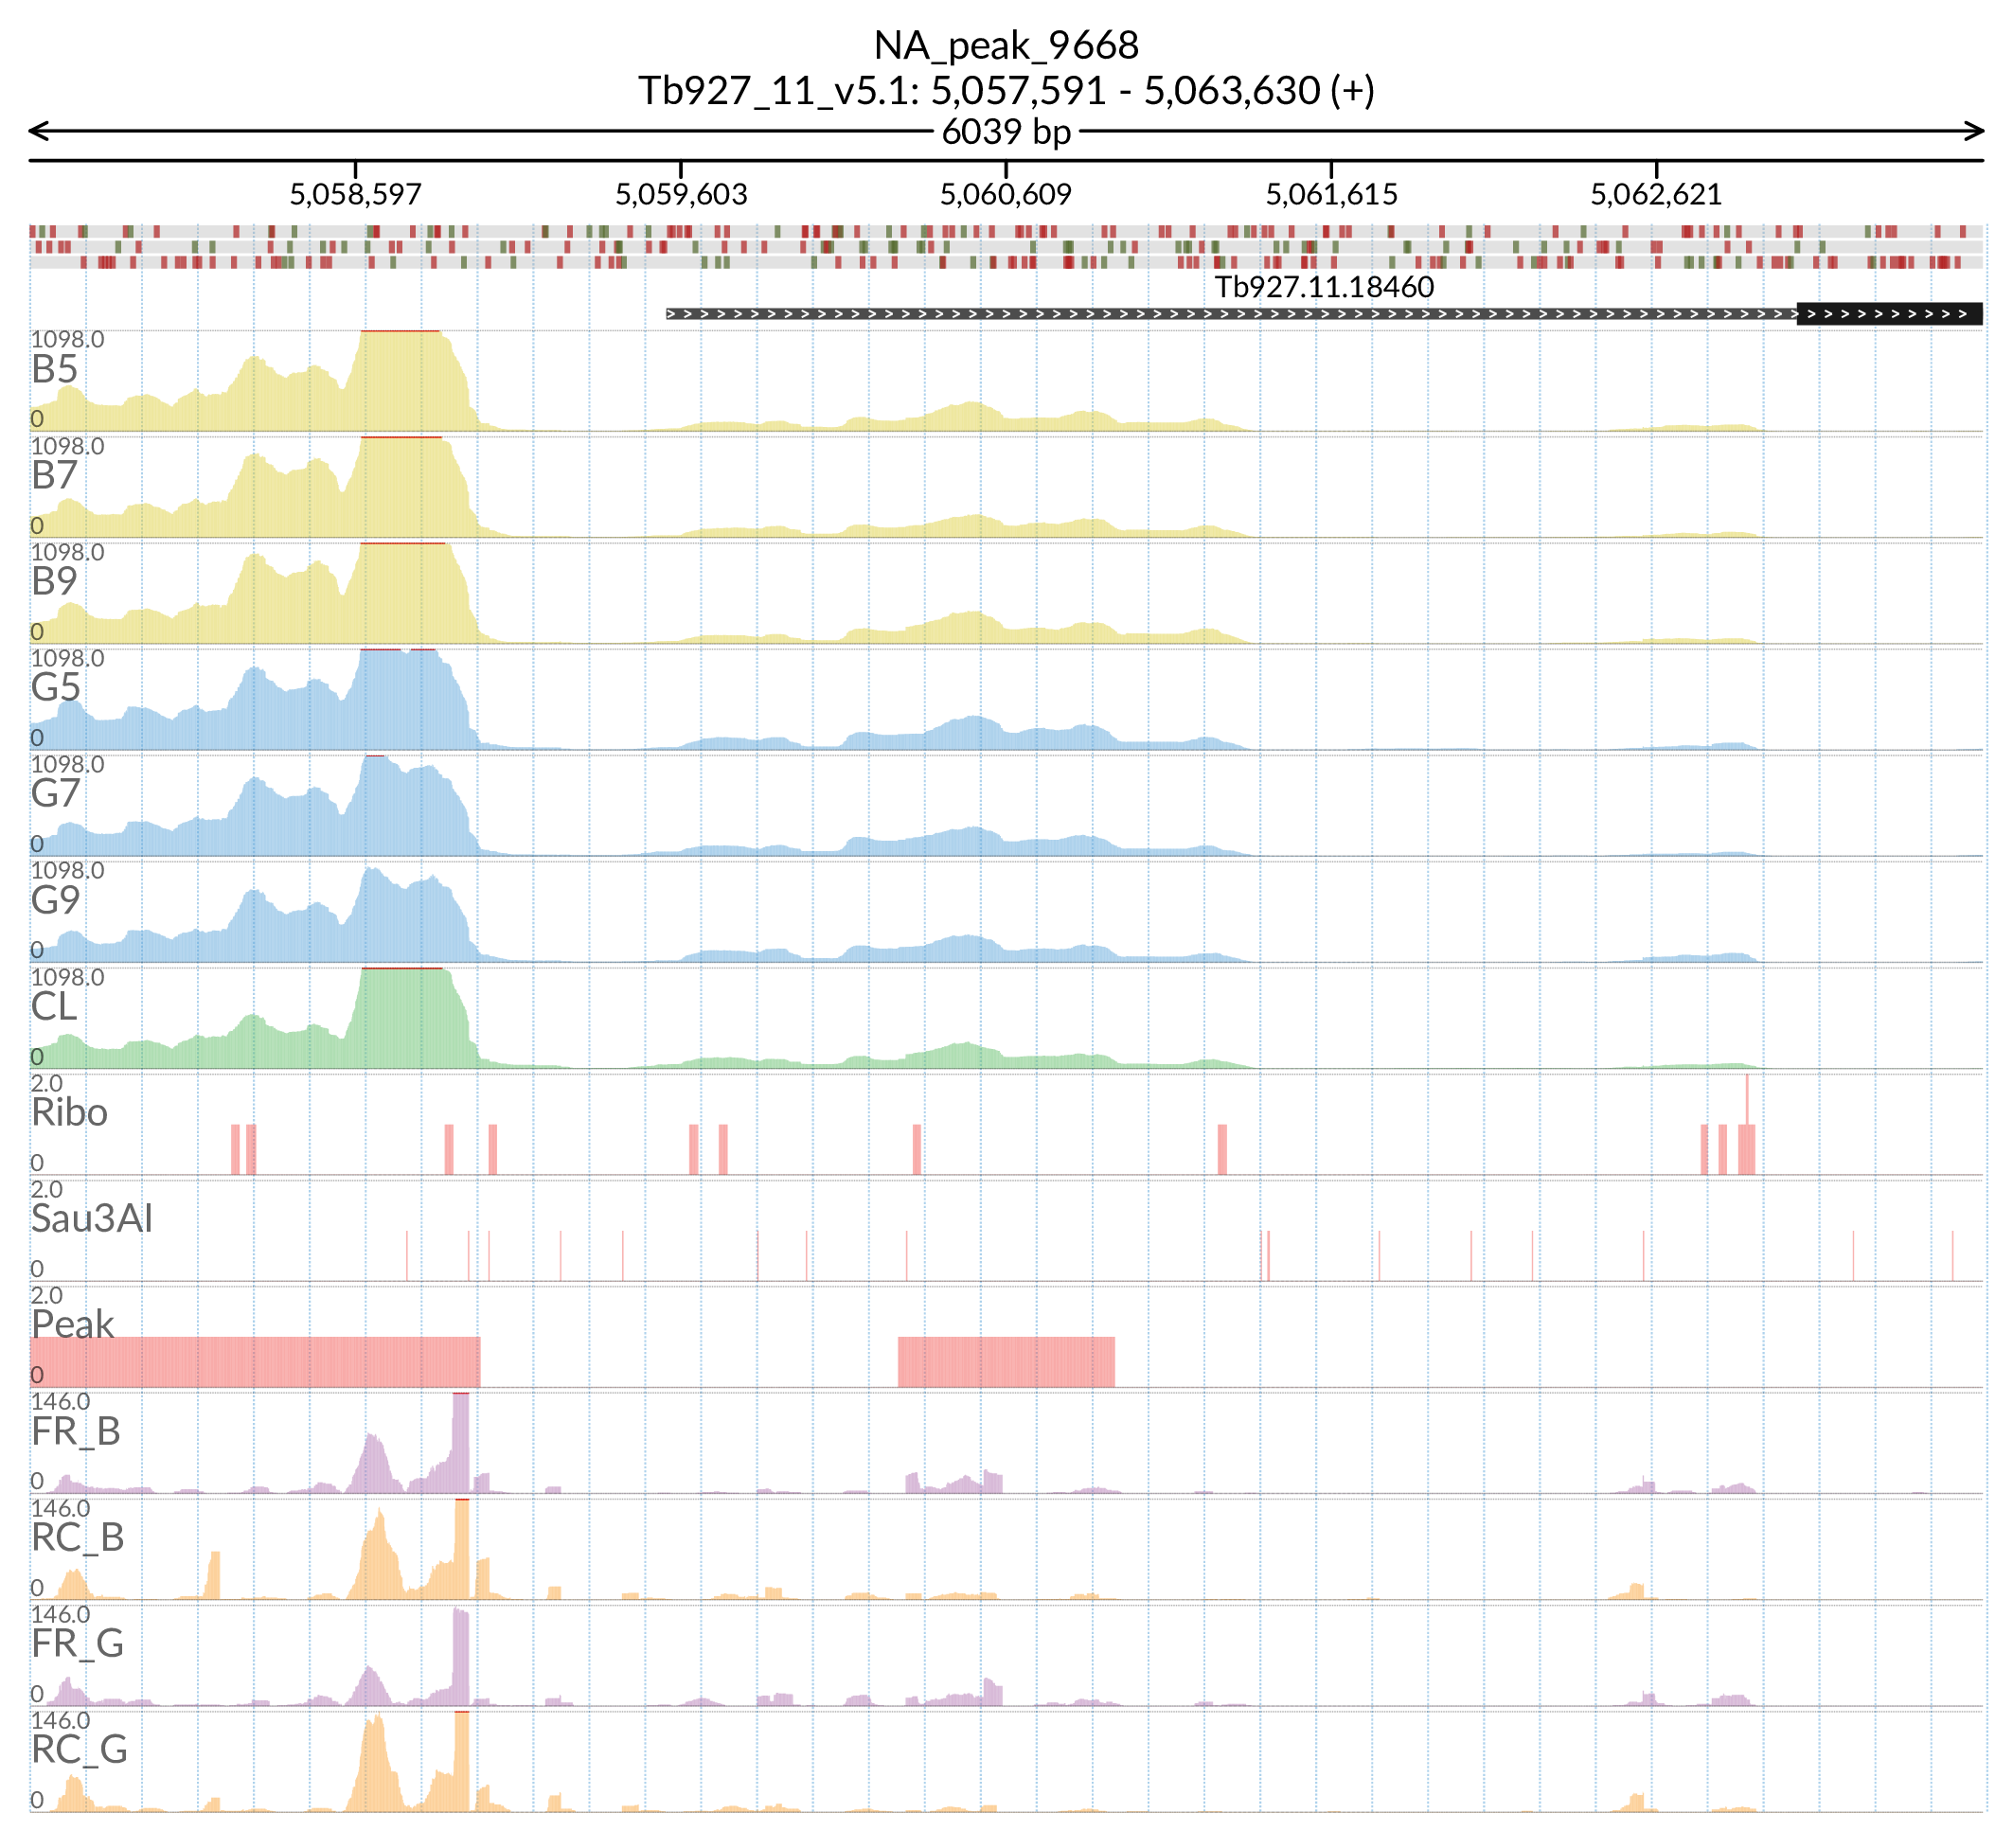 NA_peak_9668
Tb927_11_v5.1: 5,057,591 - 5,063,630 (+)
6039 bp
5,058,597 5,059,603 5,060,609 5,061,615 5,062,621
Tb927.11.18460
1098.0
B5
0
1098.0
B7
0
1098.0
B9
0
1098.0
G5
0
1098.0
G7
0
1098.0
G9
0
1098.0
CL
0
2.0
Ribo
0
2.0
Sau3AI
0
2.0
Peak
0
146.0
FR_B
0
146.0
RC_B
0
146.0
FR_G
0
146.0
RC_G
0